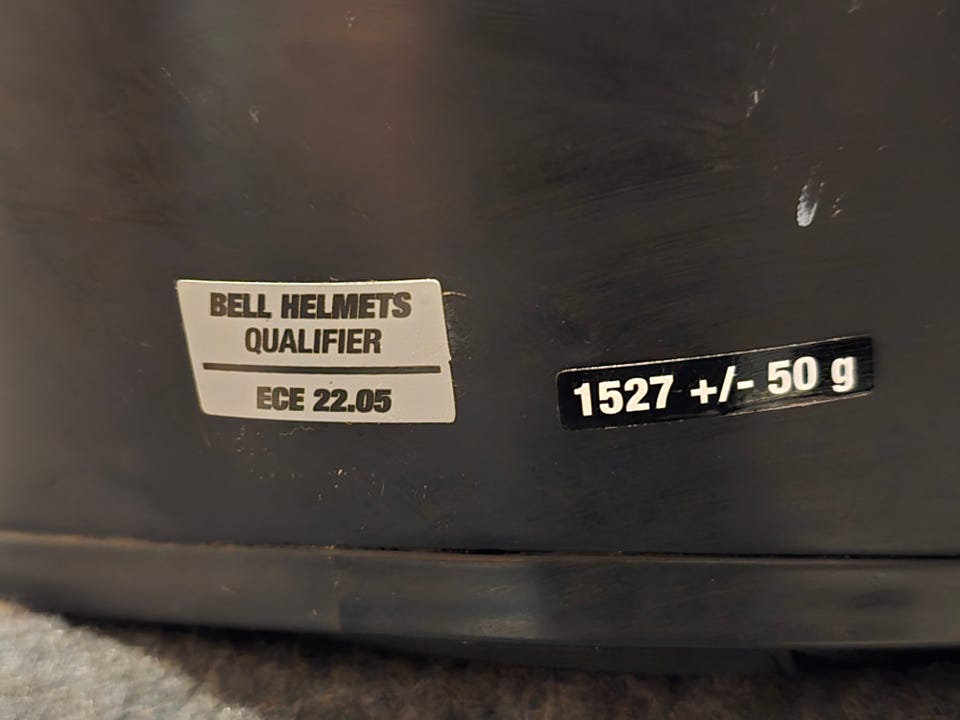 BELL HELMETS
QUALIFIER
ECE 22.05
1527 +/- 50 g